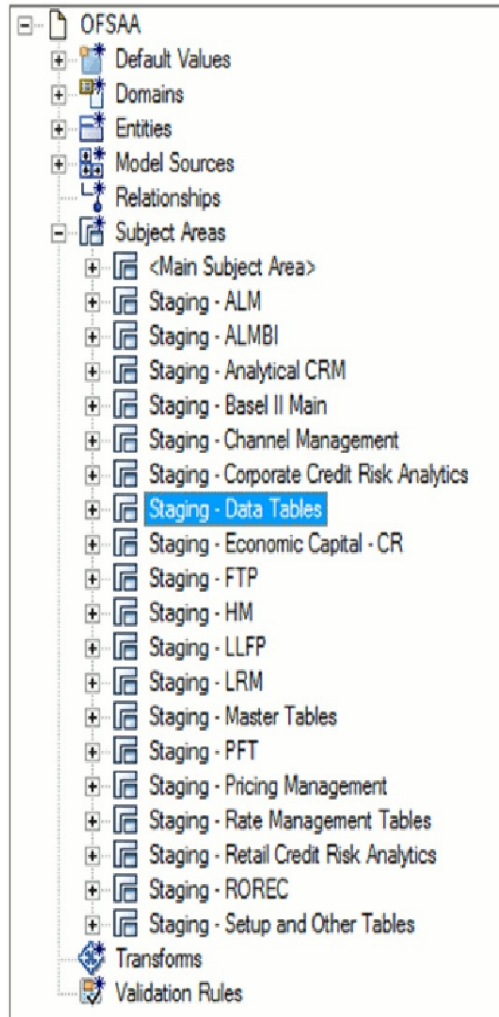 OFSAA
Default Values
Domains
Entities
Model Sources
Relationships
Subject Areas
<Main Subject Area>
Staging - ALM
Staging - ALMBI
Staging - Analytical CRM
Staging - Basel II Main
Staging - Channel Management
Staging - Corporate Credit Risk Analytics
Staging - Data Tables
Staging - Economic Capital - CR
Staging - FTP
Staging - HM
Staging - LLFP
Staging - LRM
Staging - Master Tables
Staging - PFT
Staging - Pricing Management
Staging - Rate Management Tables
Staging - Retail Credit Risk Analytics
Staging - ROREC
Staging - Setup and Other Tables
Transforms
Validation Rules